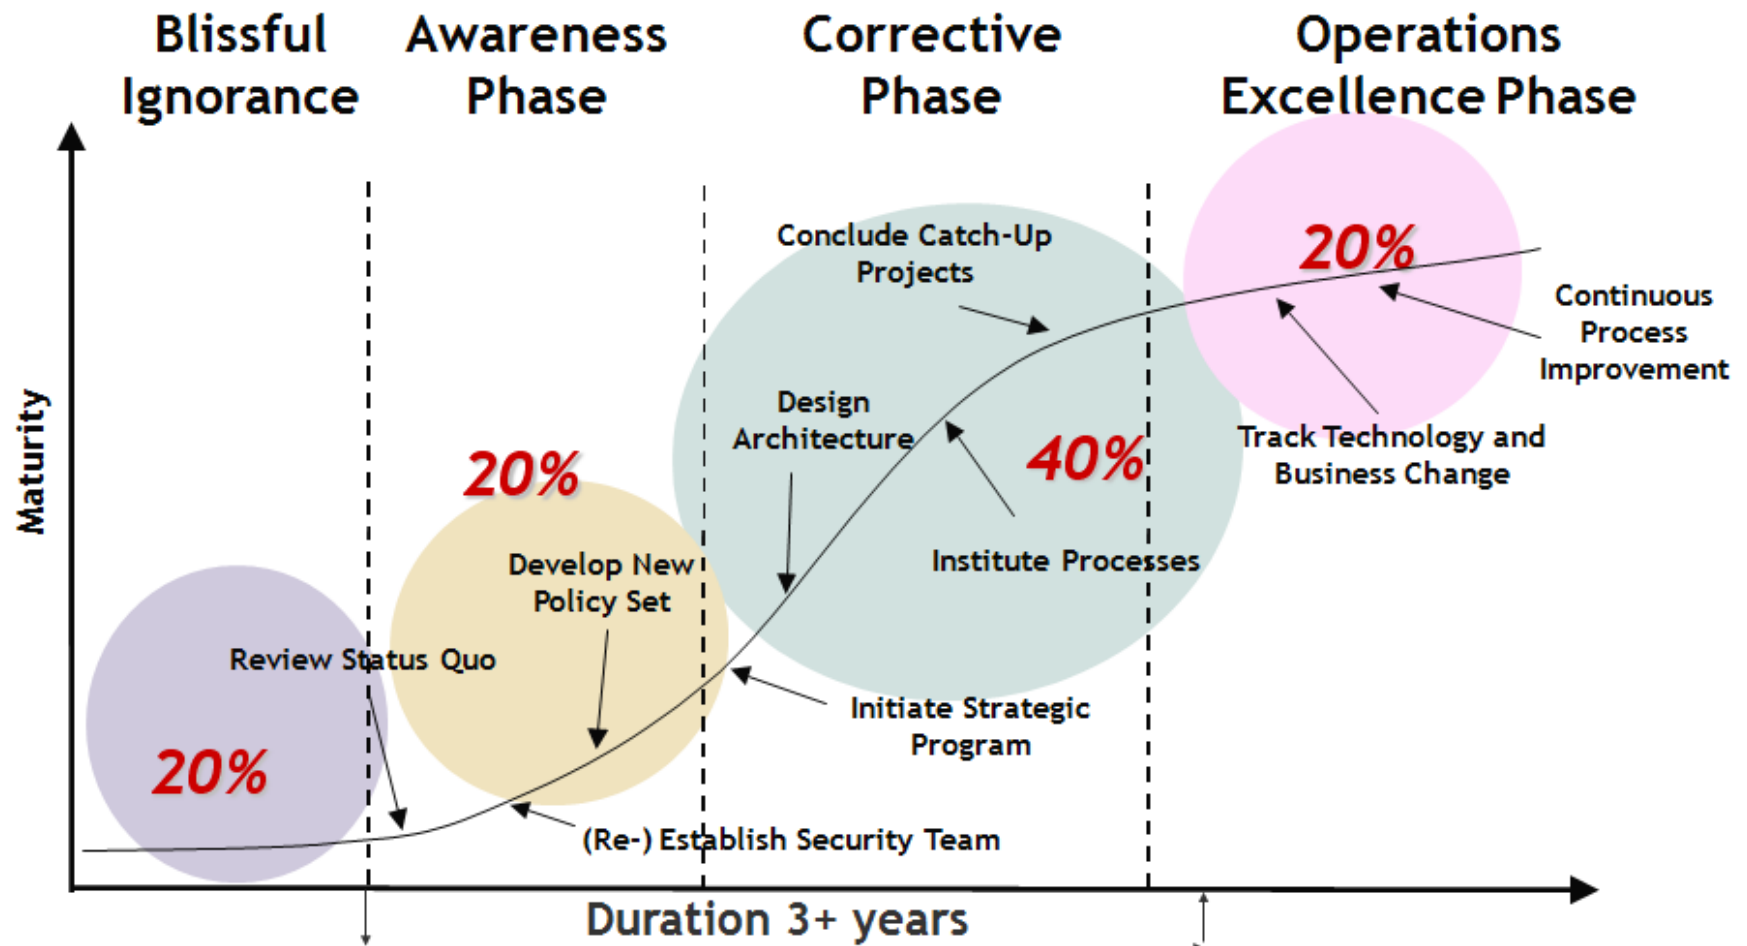 Blissful
Ignorance
Awareness
Phase
Corrective
Phase
Operations
Excellence Phase
Maturity
Conclude Catch-Up
Projects
20%
Continuous
Process
Improvement
Design
Architecture
40%
Track Technology and
Business Change
20%
Develop New
Policy Set
Institute Processes
Review Status Quo
Initiate Strategic
Program
20%
(Re-) Establish Security Team
Duration 3+ years